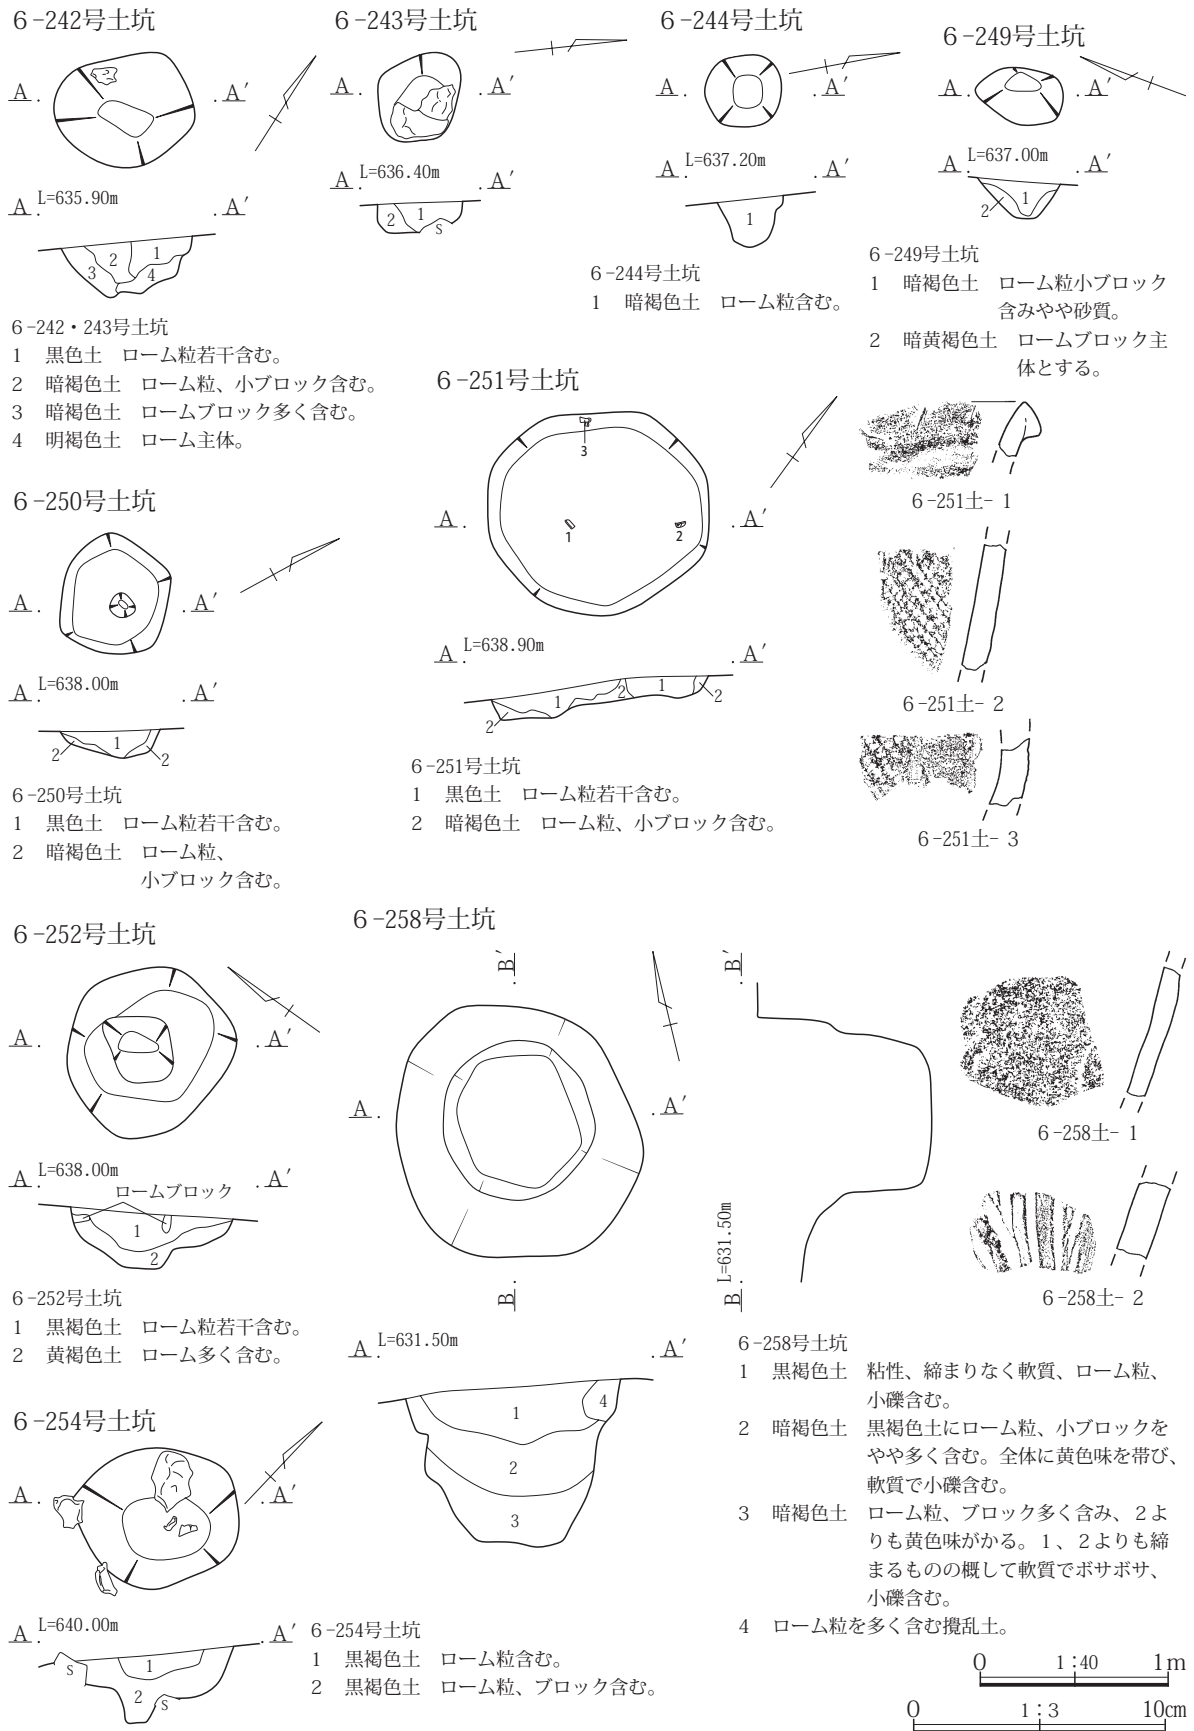 6-242号土坑
A . . A′
L=635.90m
A . . A′
1
2
3
4
6-242・243号土坑
1　黒色土　ローム粒若干含む。
2　暗褐色土　ローム粒、小ブロック含む。
3　暗褐色土　ロームブロック多く含む。
4　明褐色土　ローム主体。
6-243号土坑
A . . A′
L=636.40m
A . . A′
2
1
S
6-244号土坑
A . . A′
L=637.20m
A . . A′
1
6-244号土坑
1　暗褐色土　ローム粒含む。
6-249号土坑
A . . A′
L=637.00m
A . . A′
1
2
6-249号土坑
1　暗褐色土　ローム粒小ブロック
含みやや砂質。
2　暗黄褐色土　ロームブロック主
体とする。
6-250号土坑
A . . A′
L=638.00m
A . . A′
2
1
2
6-250号土坑
1　黒色土　ローム粒若干含む。
2　暗褐色土　ローム粒、
小ブロック含む。
6-251号土坑
3
A . . A′
1
2
L=638.90m
A . . A′
2
1
2
1
2
6-251号土坑
1　黒色土　ローム粒若干含む。
2　暗褐色土　ローム粒、小ブロック含む。
6-251土-1
6-251土-2
6-251土-3
6-252号土坑
A . . A′
L=638.00m
A . . A′
ロームブロック
1
2
6-252号土坑
1　黒褐色土　ローム粒若干含む。
2　黄褐色土　ローム多く含む。
6-254号土坑
A . . A′
L=640.00m
A . . A′
S
1
2
S
6-254号土坑
1　黒褐色土　ローム粒含む。
2　黒褐色土　ローム粒、ブロック含む。
6-258号土坑
B′
A . . A′
B
B′
L=631.50m
B
L=631.50m
A . . A′
1
4
2
3
6-258土-1
6-258土-2
6-258号土坑
1　黒褐色土　粘性、締まりなく軟質、ローム粒、
小礫含む。
2　暗褐色土　黒褐色土にローム粒、小ブロックを
やや多く含む。全体に黄色味を帯び、
軟質で小礫含む。
3　暗褐色土　ローム粒、ブロック多く含み、2よ
りも黄色味がかる。1、2よりも締
まるものの概して軟質でボサボサ、
小礫含む。
4　ローム粒を多く含む攪乱土。
0　1:40　1m
0　1:3　10cm